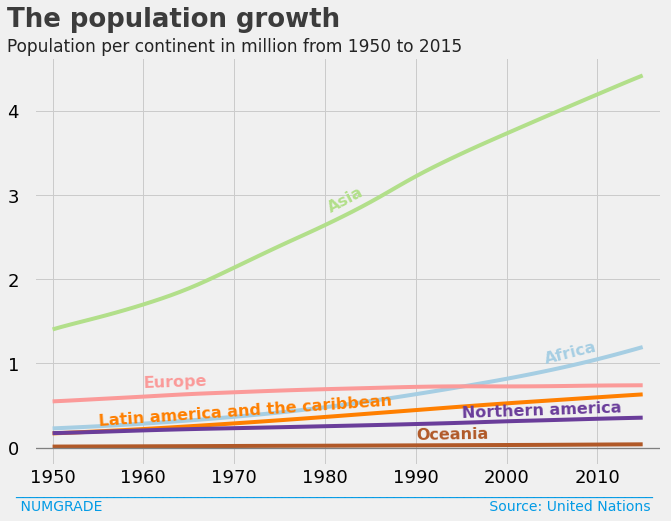 The population growth
Population per continent in million from 1950 to 2015
4
3
2
1
0
Asia
Africa
Europe
Latin america and the caribbean
Northern america
Oceania
1950 1960 1970 1980 1990 2000 2010
NUMGRADE Source: United Nations